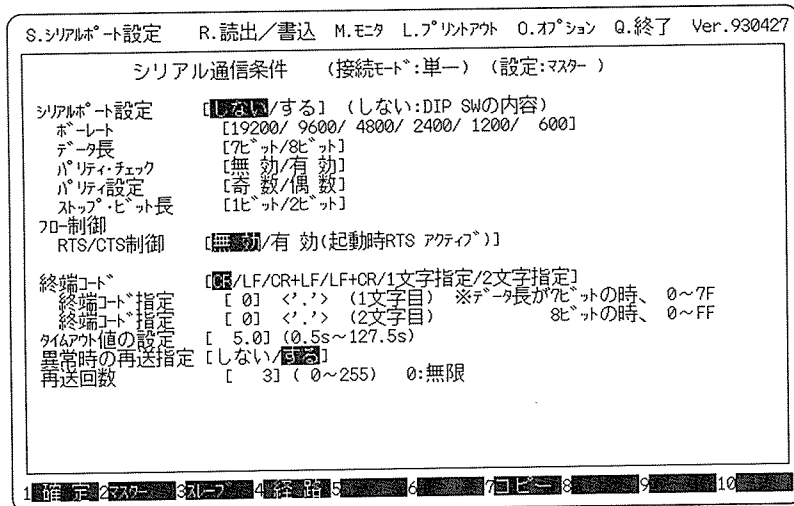 S.ｼﾘｱﾙﾎﾟｰﾄ設定 R.読出／書込 M.ﾓﾆﾀ L.ﾌﾟﾘﾝﾄｱｳﾄ O.ｵﾌﾟｼｮﾝ Q.終了 Ver.930427
シリアル通信条件 (接続ﾓｰﾄﾞ:単一) (設定:ﾏｽﾀｰ )
ｼﾘｱﾙﾎﾟｰﾄ設定 [しない/する] (しない:DIP SWの内容)
ﾎﾞｰﾚｰﾄ [19200/ 9600/ 4800/ 2400/ 1200/ 600]
ﾃﾞｰﾀ長 [7ﾋﾞｯﾄ/8ﾋﾞｯﾄ]
ﾊﾟﾘﾃｨ･ﾁｪｯｸ [無 効/有 効]
ﾊﾟﾘﾃｨ設定 [奇 数/偶 数]
ｽﾄｯﾌﾟ･ﾋﾞｯﾄ長 [1ﾋﾞｯﾄ/2ﾋﾞｯﾄ]
ﾌﾛｰ制御
RTS/CTS制御 [無 効/有 効(起動時RTS ｱｸﾃｨﾌﾞ)]
終端ｺｰﾄﾞ [CR/LF/CR+LF/LF+CR/1文字指定/2文字指定]
終端ｺｰﾄﾞ指定 [ 0] <'.'> (1文字目) ※ﾃﾞｰﾀ長が7ﾋﾞｯﾄの時、 0～7F
終端ｺｰﾄﾞ指定 [ 0] <'.'> (2文字目) 8ﾋﾞｯﾄの時、 0～FF
ﾀｲﾑｱｳﾄ値の設定 [ 5.0] (0.5s～127.5s)
異常時の再送指定 [しない/する]
再送回数 [ 3] ( 0～255) 0:無限
1 確 定 2 ﾏｽﾀｰ 3 ｽﾚｰﾌﾞ 4 経 路 5 6 7 コピー 8 9 10